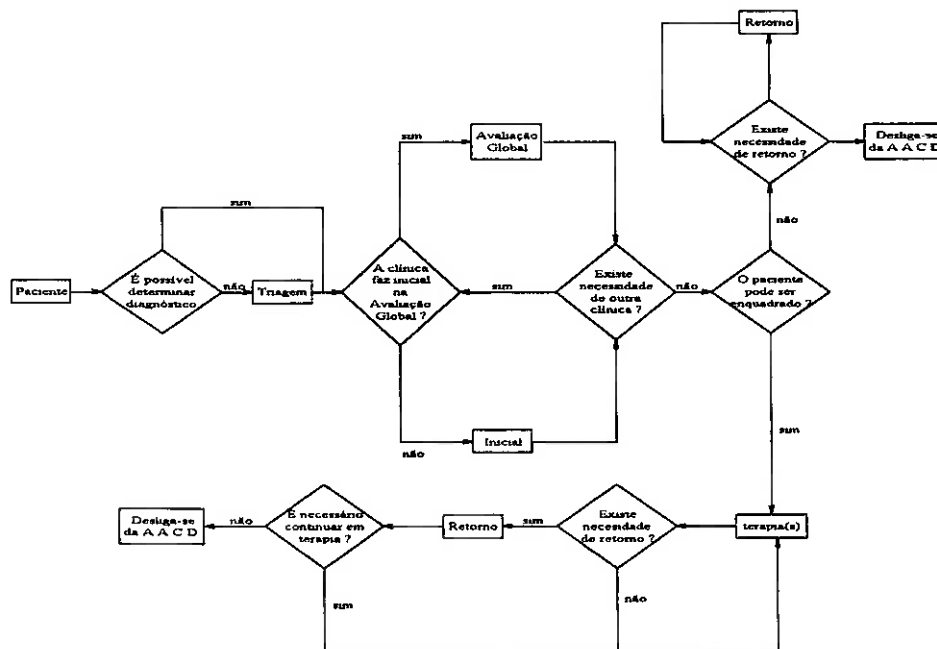 Retorno
Existe
necessidade
de retorno ?
Desliga-se
da A A C D
não
sim
Avaliação
Global
sim
Paciente
É possível
determinar
diagnóstico
não
Triagem
A clínica
faz inicial
na
Avaliação
Global ?
sim
Existe
necessidade
de outra
clínica ?
não
O paciente
pode ser
enquadrado ?
não
Inicial
sim
Desliga-se
da A A C D
não
É necessário
continuar em
terapia ?
Retorno
sim
Existe
necessidade
de retorno ?
terapia(s)
sim
não